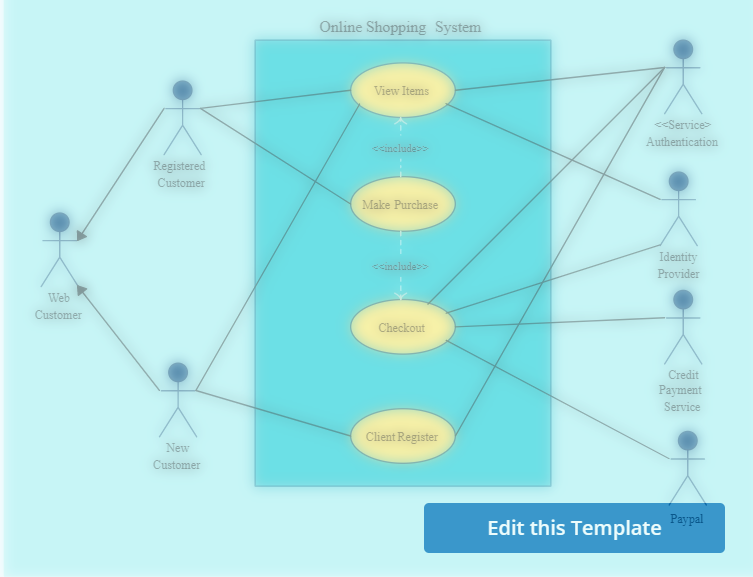 Online Shopping System
View Items
<<Service>
Authentication
<<include>>
Registered
Customer
Make Purchase
<<include>>
Identity
Provider
Web
Customer
Checkout
Credit
Payment
Service
Client Register
New
Customer
Paypal
Edit this Template